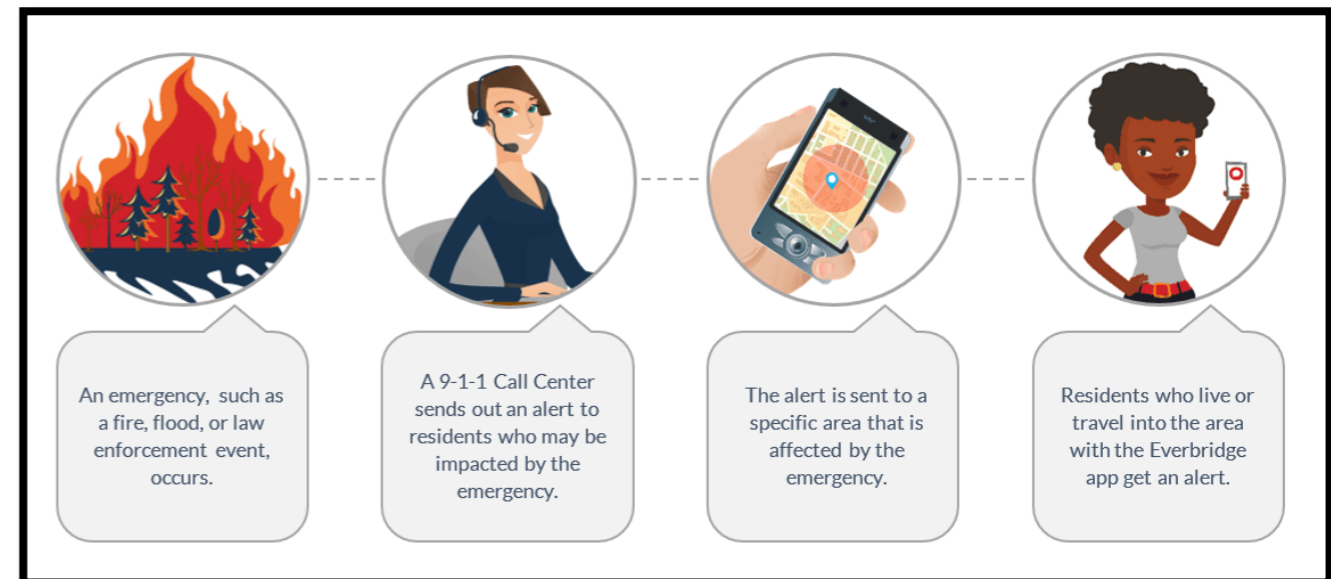 An emergency, such as
a fire, flood, or law
enforcement event,
occurs.
A 9-1-1 Call Center
sends out an alert to
residents who may be
impacted by the
emergency.
The alert is sent to a
specific area that is
affected by the
emergency.
Residents who live or
travel into the area
with the Everbridge
app get an alert.